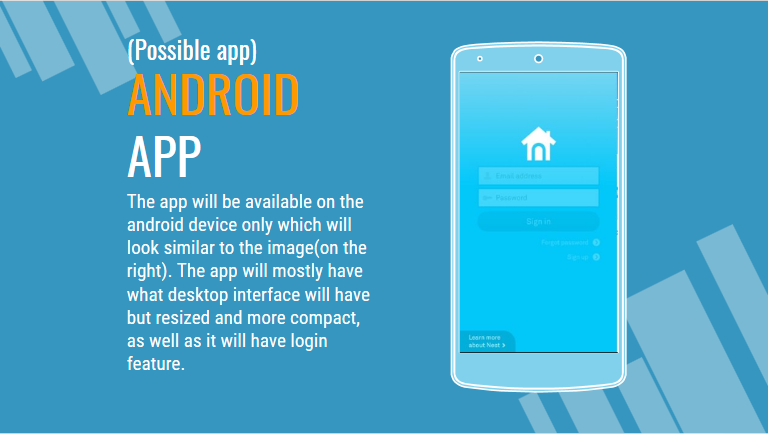 (Possible app)
ANDROID
APP
The app will be available on the
android device only which will
look similar to the image(on the
right). The app will mostly have
what desktop interface will have
but resized and more compact,
as well as it will have login
feature.
Email address
Password
Sign in
Forgot password
Sign up
Learn more
about Nest >